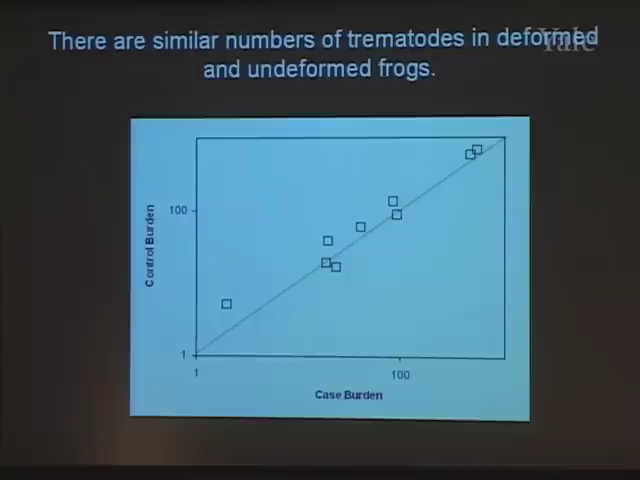 There are similar numbers of trematodes in deformed
Yale
and undeformed frogs.
Control Burden
100
1
1
100
Case Burden